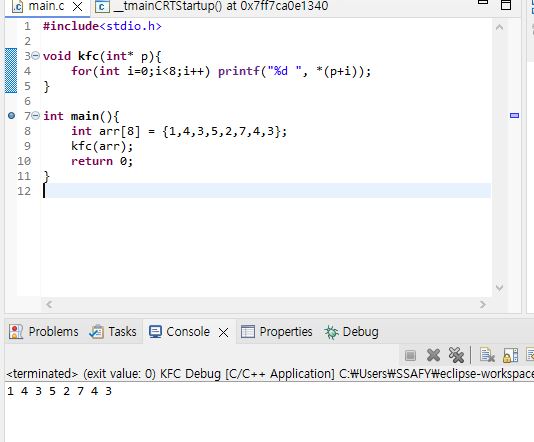 main.c __tmainCRTStartup() at 0x7ff7ca0e1340
1 #include<stdio.h>
2
3 void kfc(int* p){
4 for(int i=0;i<8;i++) printf("%d ", *(p+i));
5 }
6
7 int main(){
8 int arr[8] = {1,4,3,5,2,7,4,3};
9 kfc(arr);
10 return 0;
11 }
12
Problems Tasks Console Properties Debug
<terminated> (exit value: 0) KFC Debug [C/C++ Application] C:₩Users₩SSAFY₩eclipse-workspace
1 4 3 5 2 7 4 3